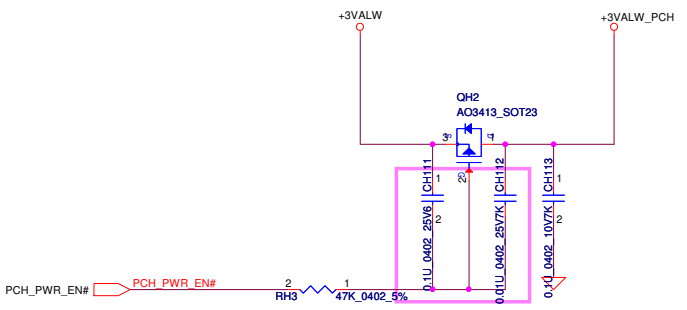 +3VALW
+3VALW_PCH
QH2
AO3413_SOT23
3
S
D
1
G
2
CH111
0.1U_0402_25V6
1
2
CH112
0.01U_0402_25V7K
1
2
CH113
0.1U_0402_10V7K
1
2
PCH_PWR_EN#
PCH_PWR_EN#
2
1
RH3
47K_0402_5%